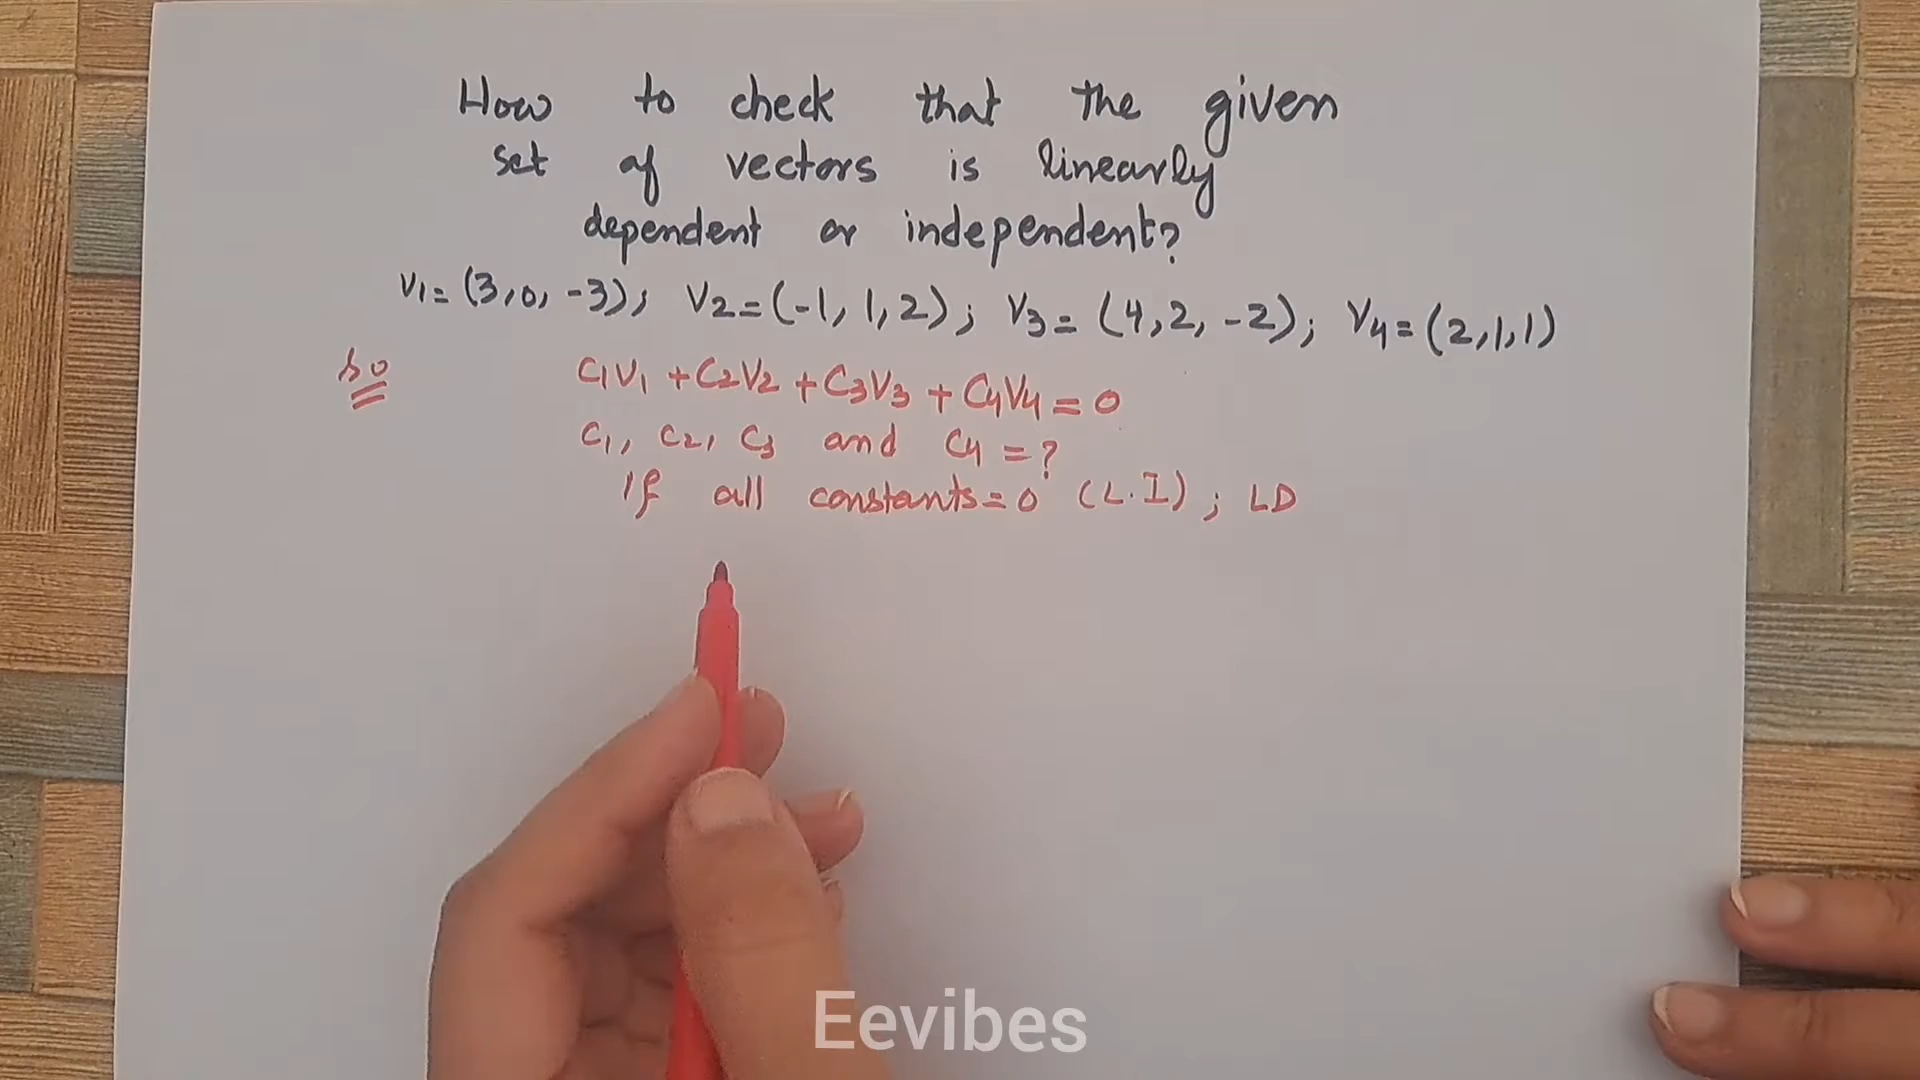 How to check that the given
set of vectors is linearly
dependent or independent?
V1=(3,0,-3); V2=(-1,1,2); V3=(4,2,-2); V4=(2,1,1)
so C1V1+C2V2+C3V3+C4V4=0
C1, C2, C3 and C4=?
If all constants=0 (L.I); LD
Eevibes